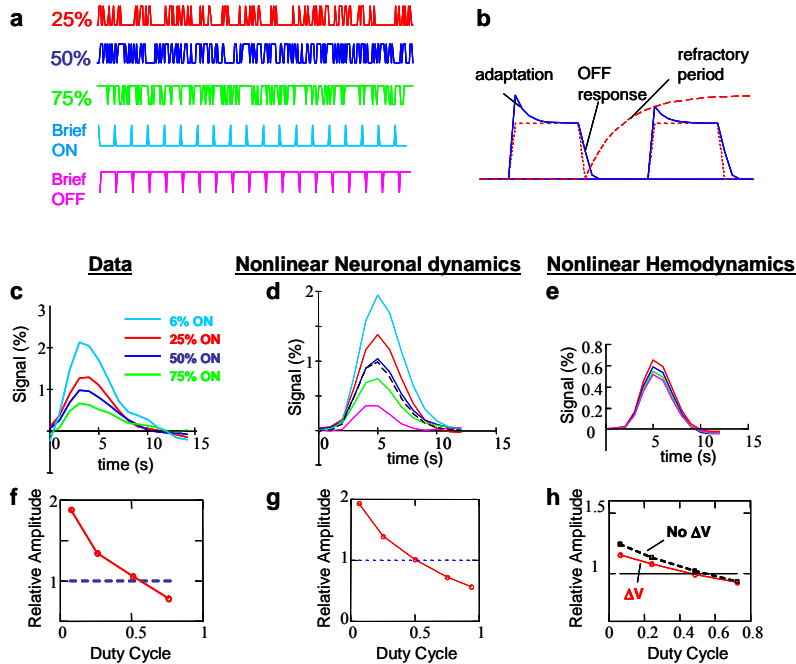 a
25%
50%
75%
Brief
ON
Brief
OFF
b
adaptation
OFF
response
refractory
period
Data
Nonlinear Neuronal dynamics
Nonlinear Hemodynamics
c
Signal (%)
3
2
1
0
5
10
15
time (s)
6% ON
25% ON
50% ON
75% ON
d
Signal (%)
2
1
0
0
5
10
15
time (s)
e
Signal (%)
0.8
0.6
0.4
0.2
0
5
10
15
time (s)
f
Relative Amplitude
2
1
0
0
0.5
1
Duty Cycle
g
Relative Amplitude
2
1
0
0
0.5
1
Duty Cycle
h
Relative Amplitude
1.5
1
No ΔV
ΔV
0
0.2
0.4
0.6
0.8
Duty Cycle